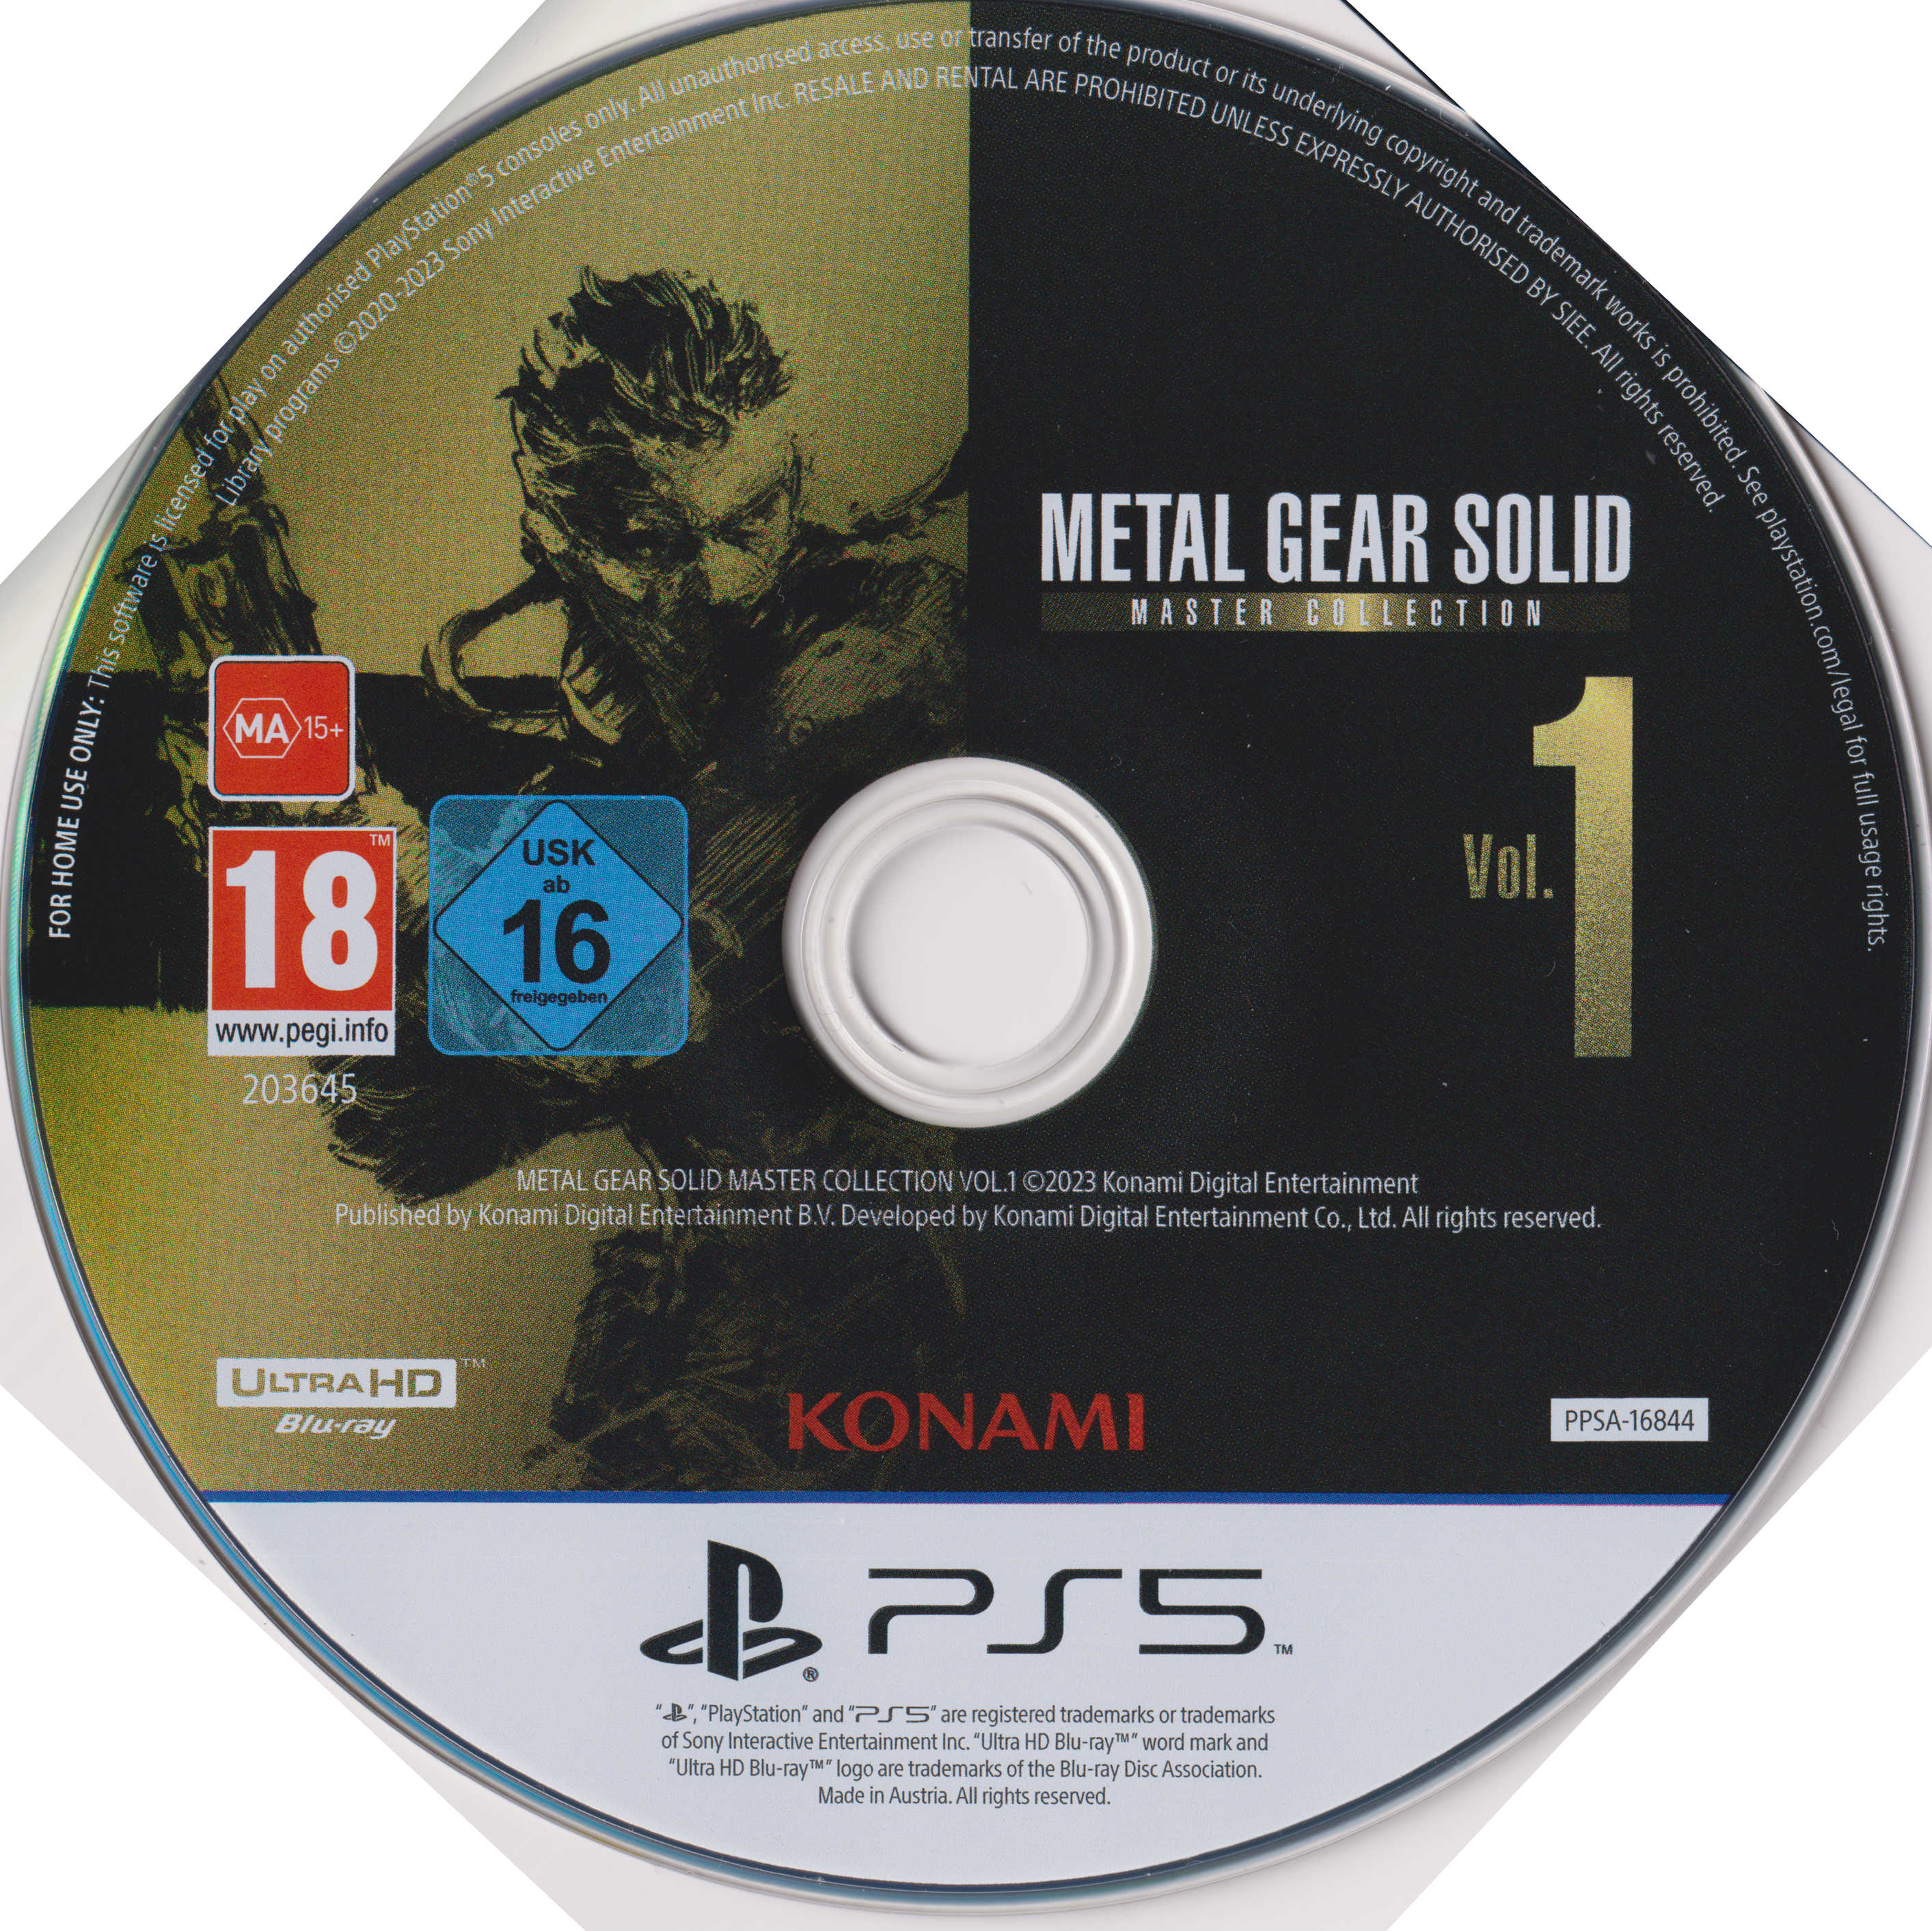 FOR HOME USE ONLY: This software is licensed for play on authorised PlayStation®5 consoles only. All unauthorised access, use or transfer of the product or its underlying copyright and trademark works is prohibited. See playstation.com/legal for full usage rights.
Library programs ©2020-2023 Sony Interactive Entertainment Inc. RESALE AND RENTAL ARE PROHIBITED UNLESS EXPRESSLY AUTHORISED BY SIEE. All rights reserved.
METAL GEAR SOLID
MASTER COLLECTION
Vol. 1
MA 15+
18™
www.pegi.info
USK
ab
16
freigegeben
203645
METAL GEAR SOLID MASTER COLLECTION VOL.1 ©2023 Konami Digital Entertainment
Published by Konami Digital Entertainment B.V. Developed by Konami Digital Entertainment Co., Ltd. All rights reserved.
ULTRA HD™
Blu-ray
KONAMI
PPSA-16844
® PS5™
“PS”, “PlayStation” and “PS5” are registered trademarks or trademarks
of Sony Interactive Entertainment Inc. “Ultra HD Blu-ray™” word mark and
“Ultra HD Blu-ray™” logo are trademarks of the Blu-ray Disc Association.
Made in Austria. All rights reserved.